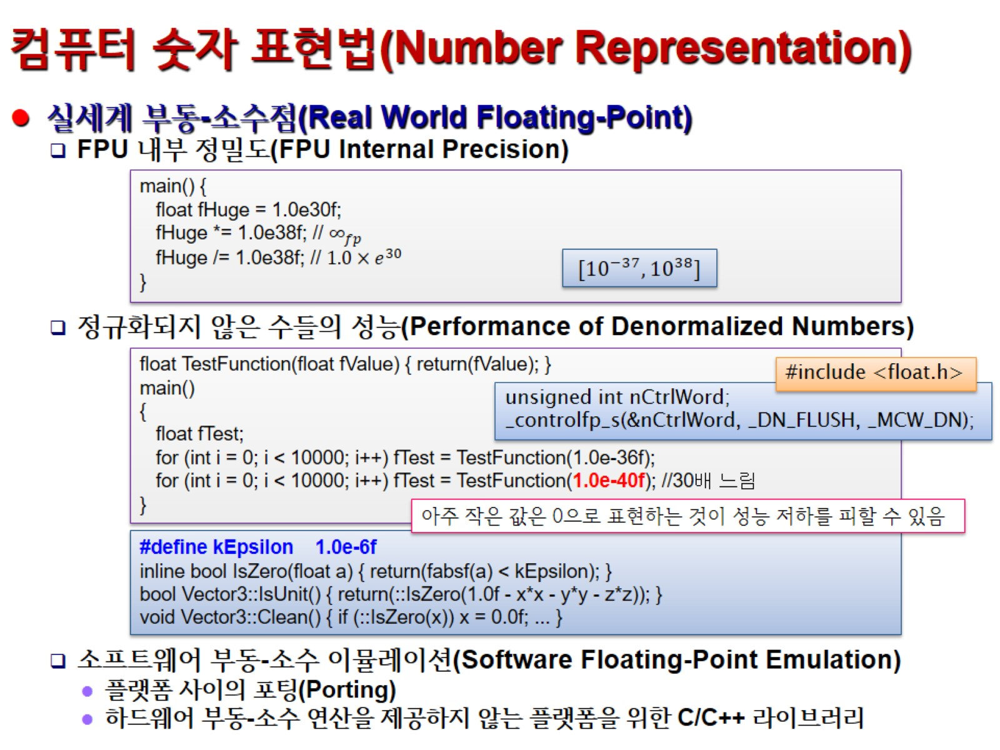 컴퓨터 숫자 표현법(Number Representation)
실세계 부동-소수점(Real World Floating-Point)
FPU 내부 정밀도(FPU Internal Precision)
main() {
float fHuge = 1.0e30f;
fHuge *= 1.0e38f; // ∞fp
fHuge /= 1.0e38f; // 1.0 × e^30
[10^−37, 10^38]
}
정규화되지 않은 수들의 성능(Performance of Denormalized Numbers)
float TestFunction(float fValue) { return(fValue); }
#include <float.h>
main()
unsigned int nCtrlWord;
{
_controlfp_s(&nCtrlWord, _DN_FLUSH, _MCW_DN);
float fTest;
for (int i = 0; i < 10000; i++) fTest = TestFunction(1.0e-36f);
for (int i = 0; i < 10000; i++) fTest = TestFunction(1.0e-40f); //30배 느림
}
아주 작은 값은 0으로 표현하는 것이 성능 저하를 피할 수 있음
#define kEpsilon 1.0e-6f
inline bool IsZero(float a) { return(fabsf(a) < kEpsilon); }
bool Vector3::IsUnit() { return(::IsZero(1.0f - x*x - y*y - z*z)); }
void Vector3::Clean() { if (::IsZero(x)) x = 0.0f; ... }
소프트웨어 부동-소수 이뮬레이션(Software Floating-Point Emulation)
플랫폼 사이의 포팅(Porting)
하드웨어 부동-소수 연산을 제공하지 않는 플랫폼을 위한 C/C++ 라이브러리